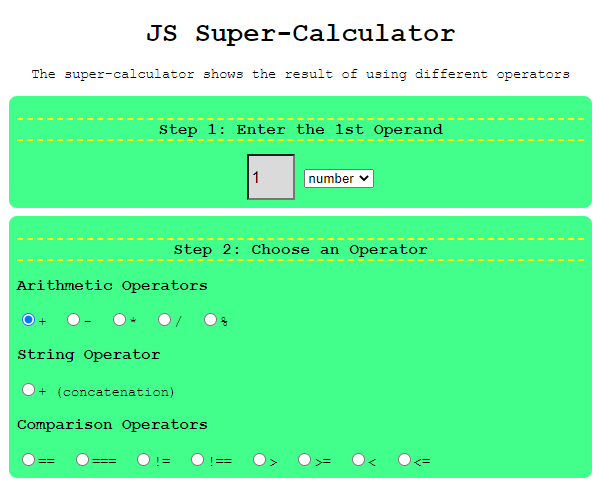 JS Super-Calculator
The super-calculator shows the result of using different operators
Step 1: Enter the 1st Operand
1 number
Step 2: Choose an Operator
Arithmetic Operators
+ - * / %
String Operator
+ (concatenation)
Comparison Operators
== === != !== > >= < <=